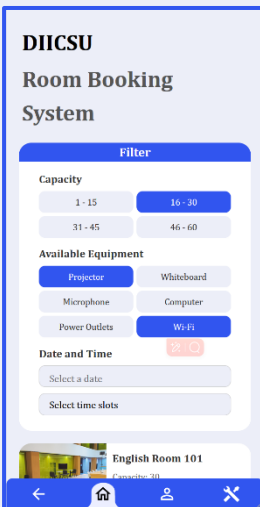 DIICSU
Room Booking
System
Filter
Capacity
1 - 15
16 - 30
31 - 45
46 - 60
Available Equipment
Projector
Whiteboard
Microphone
Computer
Power Outlets
Wi-Fi
Date and Time
Select a date
Select time slots
English Room 101
Capacity: 30